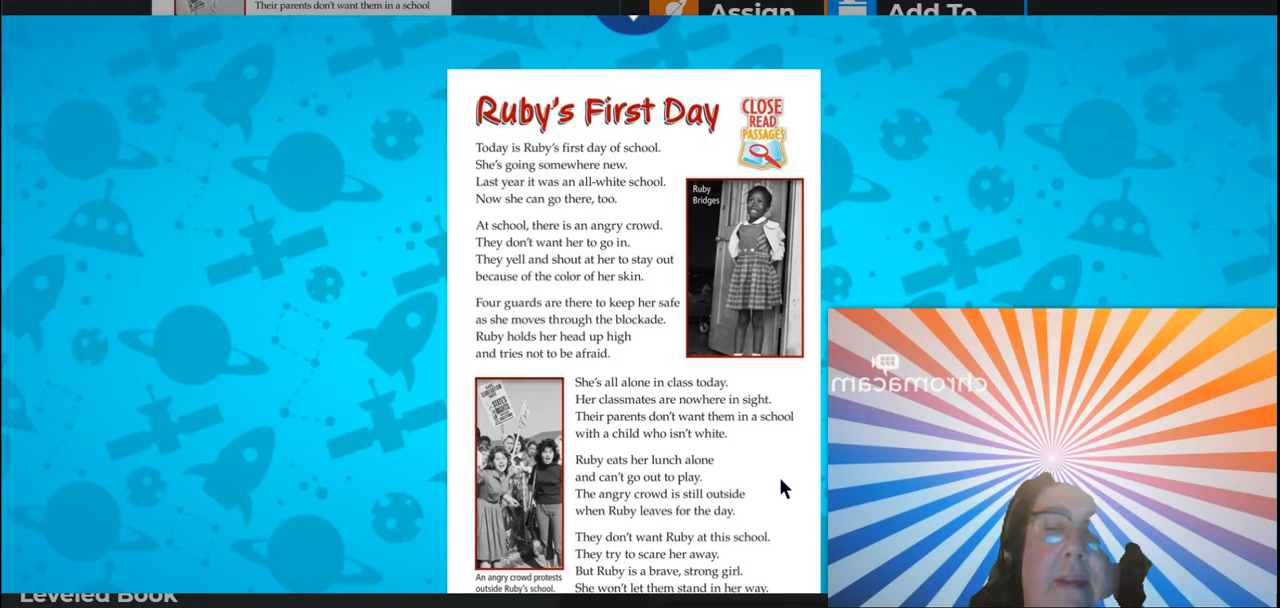 Their parents don't want them in a school
Assign
Add To
Ruby's First Day
CLOSE
READ
PASSAGES
Today is Ruby's first day of school.
She's going somewhere new.
Last year it was an all-white school.
Now she can go there, too.
Ruby
Bridges
At school, there is an angry crowd.
They don't want her to go in.
They yell and shout at her to stay out
because of the color of her skin.
Four guards are there to keep her safe
as she moves through the blockade.
Ruby holds her head up high
and tries not to be afraid.
She's all alone in class today.
Her classmates are nowhere in sight.
Their parents don't want them in a school
with a child who isn't white.
Ruby eats her lunch alone
and can't go out to play.
The angry crowd is still outside
when Ruby leaves for the day.
They don't want Ruby at this school.
They try to scare her away.
But Ruby is a brave, strong girl.
She won't let them stand in her way.
An angry crowd protests
outside Ruby's school.
chromacam
Leveled Book